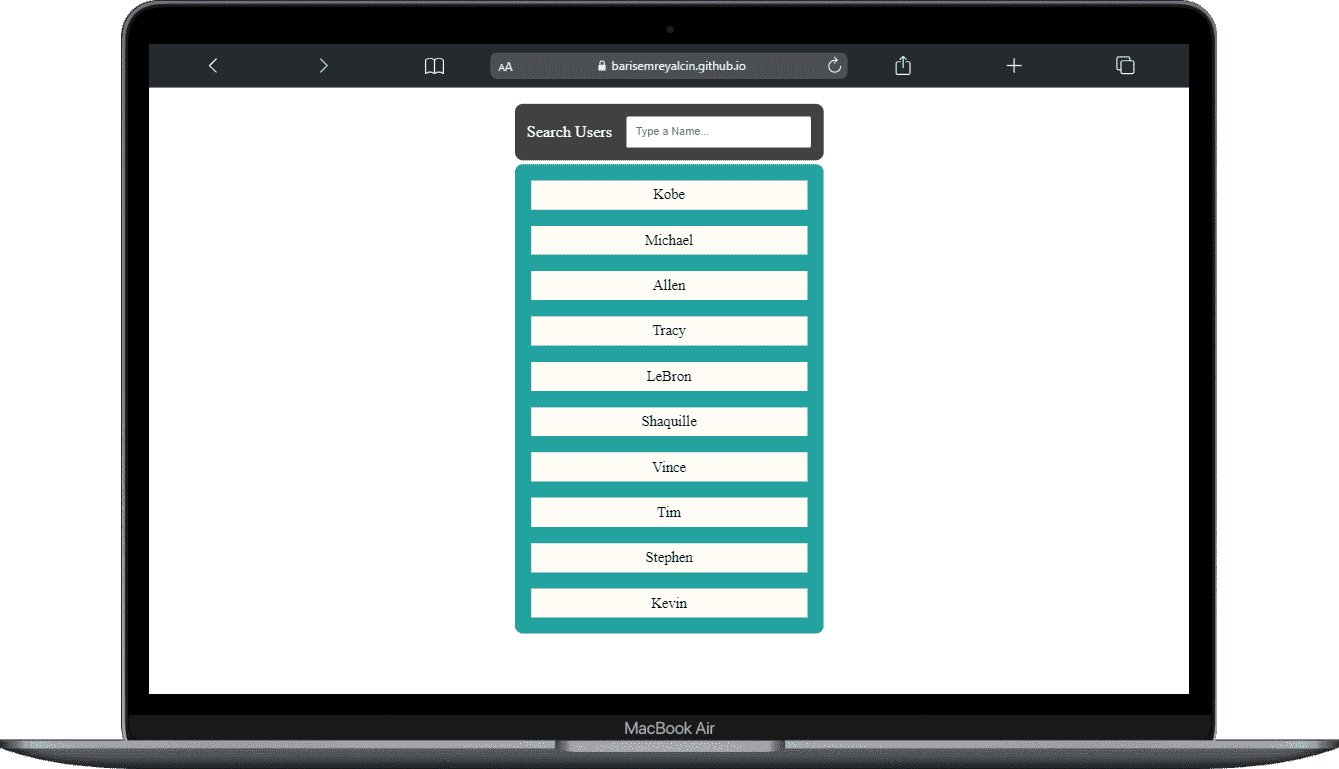 AA barisemreyalcin.github.io
Search Users Type a Name...
Kobe
Michael
Allen
Tracy
LeBron
Shaquille
Vince
Tim
Stephen
Kevin
MacBook Air